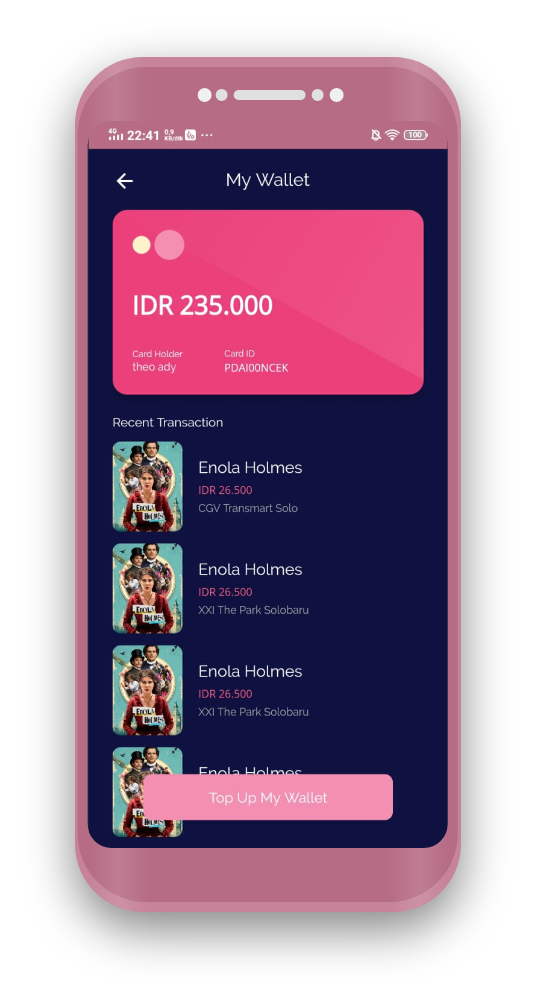 4G 22:41 0.9 KB/s 100
My Wallet
IDR 235.000
Card Holder Card ID
theo ady PDAI00NCEK
Recent Transaction
Enola Holmes
IDR 26.500
CGV Transmart Solo
ENOLA
HOLMES
Enola Holmes
IDR 26.500
XXI The Park Solobaru
ENOLA
HOLMES
Enola Holmes
IDR 26.500
XXI The Park Solobaru
ENOLA
HOLMES
Enola Holmes
Top Up My Wallet